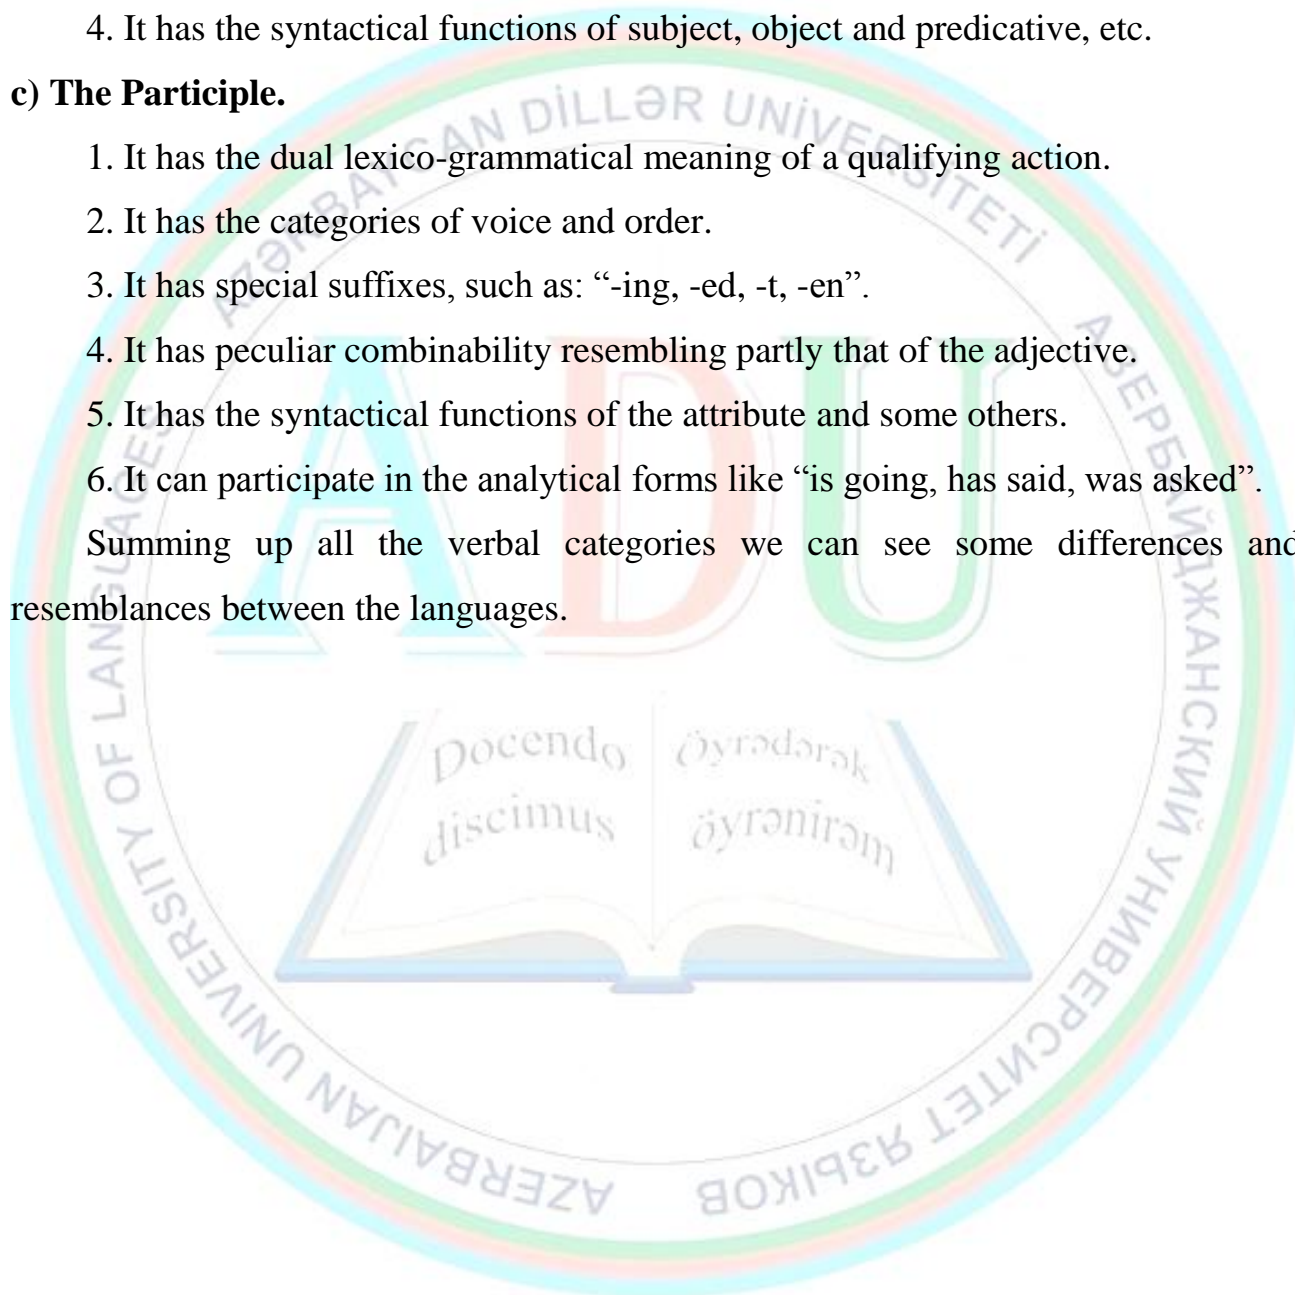 4. It has the syntactical functions of subject, object and predicative, etc.
c) The Participle.
1. It has the dual lexico-grammatical meaning of a qualifying action.
2. It has the categories of voice and order.
3. It has special suffixes, such as: “-ing, -ed, -t, -en”.
4. It has peculiar combinability resembling partly that of the adjective.
5. It has the syntactical functions of the attribute and some others.
6. It can participate in the analytical forms like “is going, has said, was asked”.
Summing up all the verbal categories we can see some differences and
resemblances between the languages.
AZƏRBAYCAN DİLLƏR UNİVERSİTETİ
АЗЕРБАЙДЖАНСКИЙ УНИВЕРСИТЕТ ЯЗЫКОВ
AZERBAIJAN UNIVERSITY OF LANGUAGES
ADU
Docendo
discimus
Öyrədərək
öyrənirəm